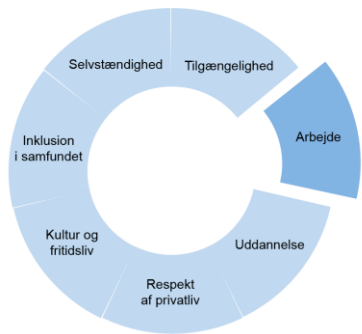 Selvstændighed
Tilgængelighed
Arbejde
Uddannelse
Respekt
af privatliv
Kultur og
fritidsliv
Inklusion
i samfundet